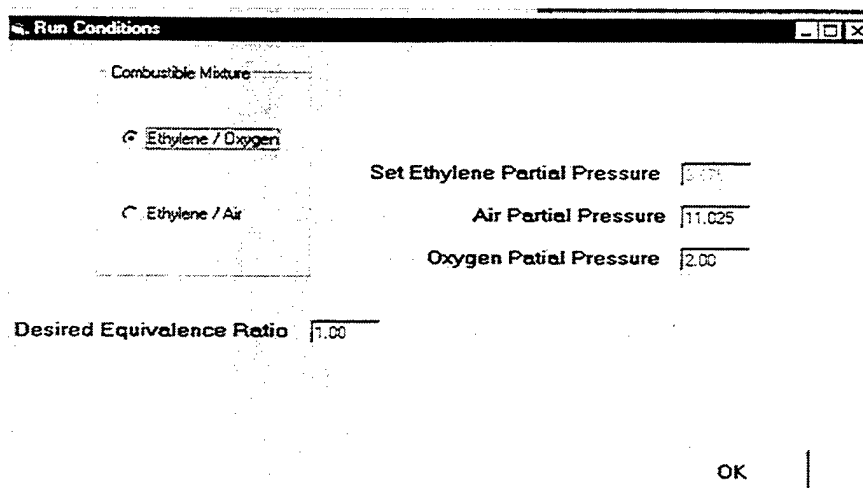 Run Conditions
Combustible Mixture
Ethylene / Oxygen
Ethylene / Air
Set Ethylene Partial Pressure
Air Partial Pressure 11.025
Oxygen Patial Pressure 2.00
Desired Equivalence Ratio 1.00
OK